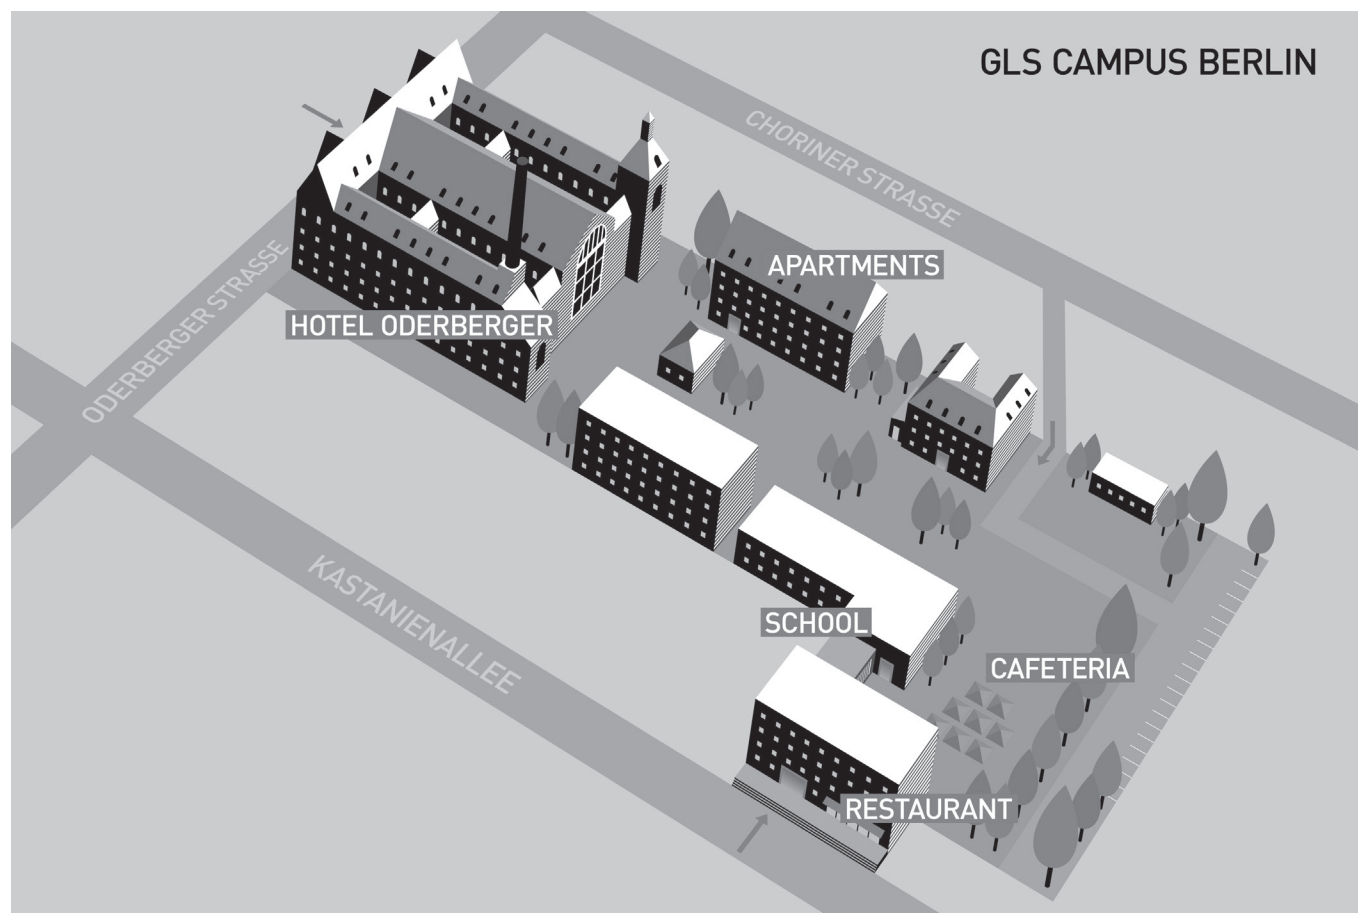 GLS CAMPUS BERLIN
CHORINER STRASSE
APARTMENTS
ODERBERGER STRASSE
HOTEL ODERBERGER
KASTANIENALLEE
SCHOOL
CAFETERIA
RESTAURANT